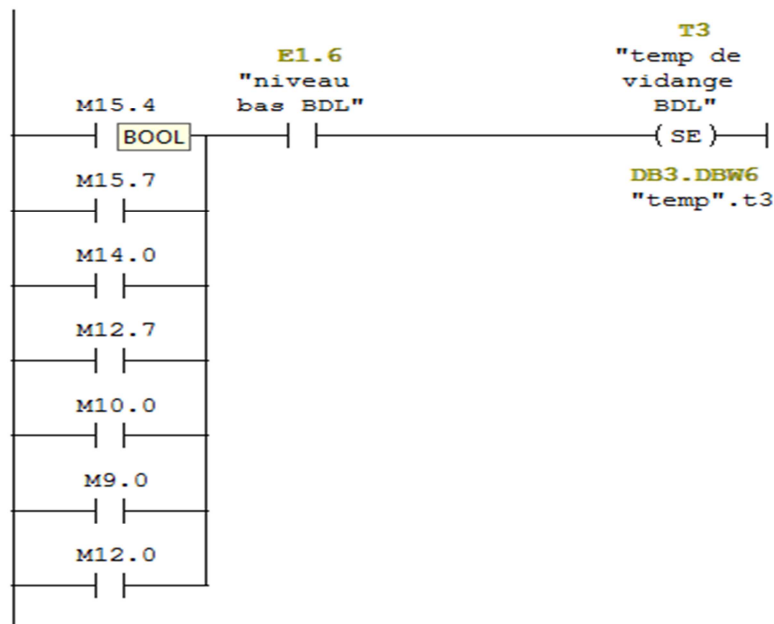 T3
E1.6
"temp de
"niveau
vidange
M15.4
bas BDL"
BDL"
BOOL
SE
M15.7
DB3.DBW6
"temp".t3
M14.0
M12.7
M10.0
M9.0
M12.0